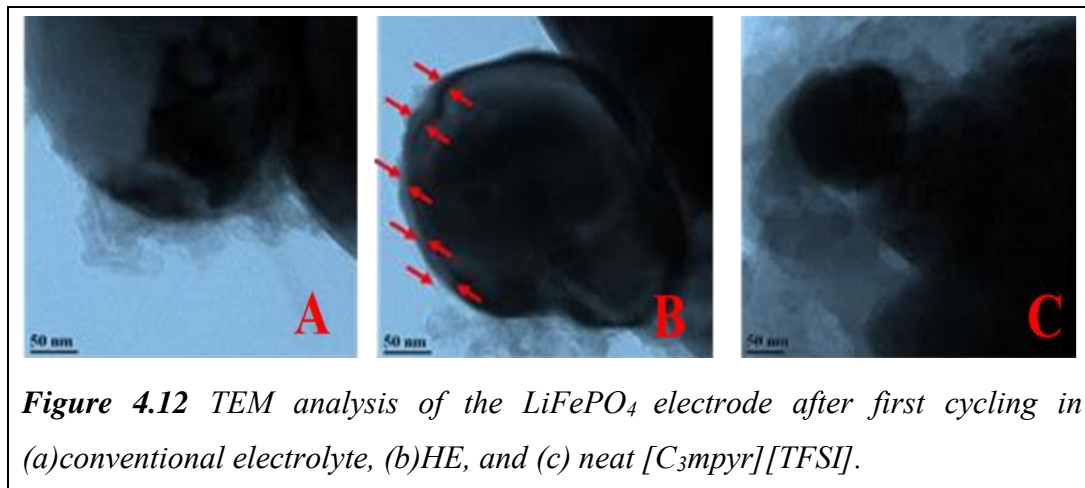 A B C
50 nm 50 nm 50 nm
Figure 4.12 TEM analysis of the LiFePO₄ electrode after first cycling in
(a)conventional electrolyte, (b)HE, and (c) neat [C₃mpyr][TFSI].